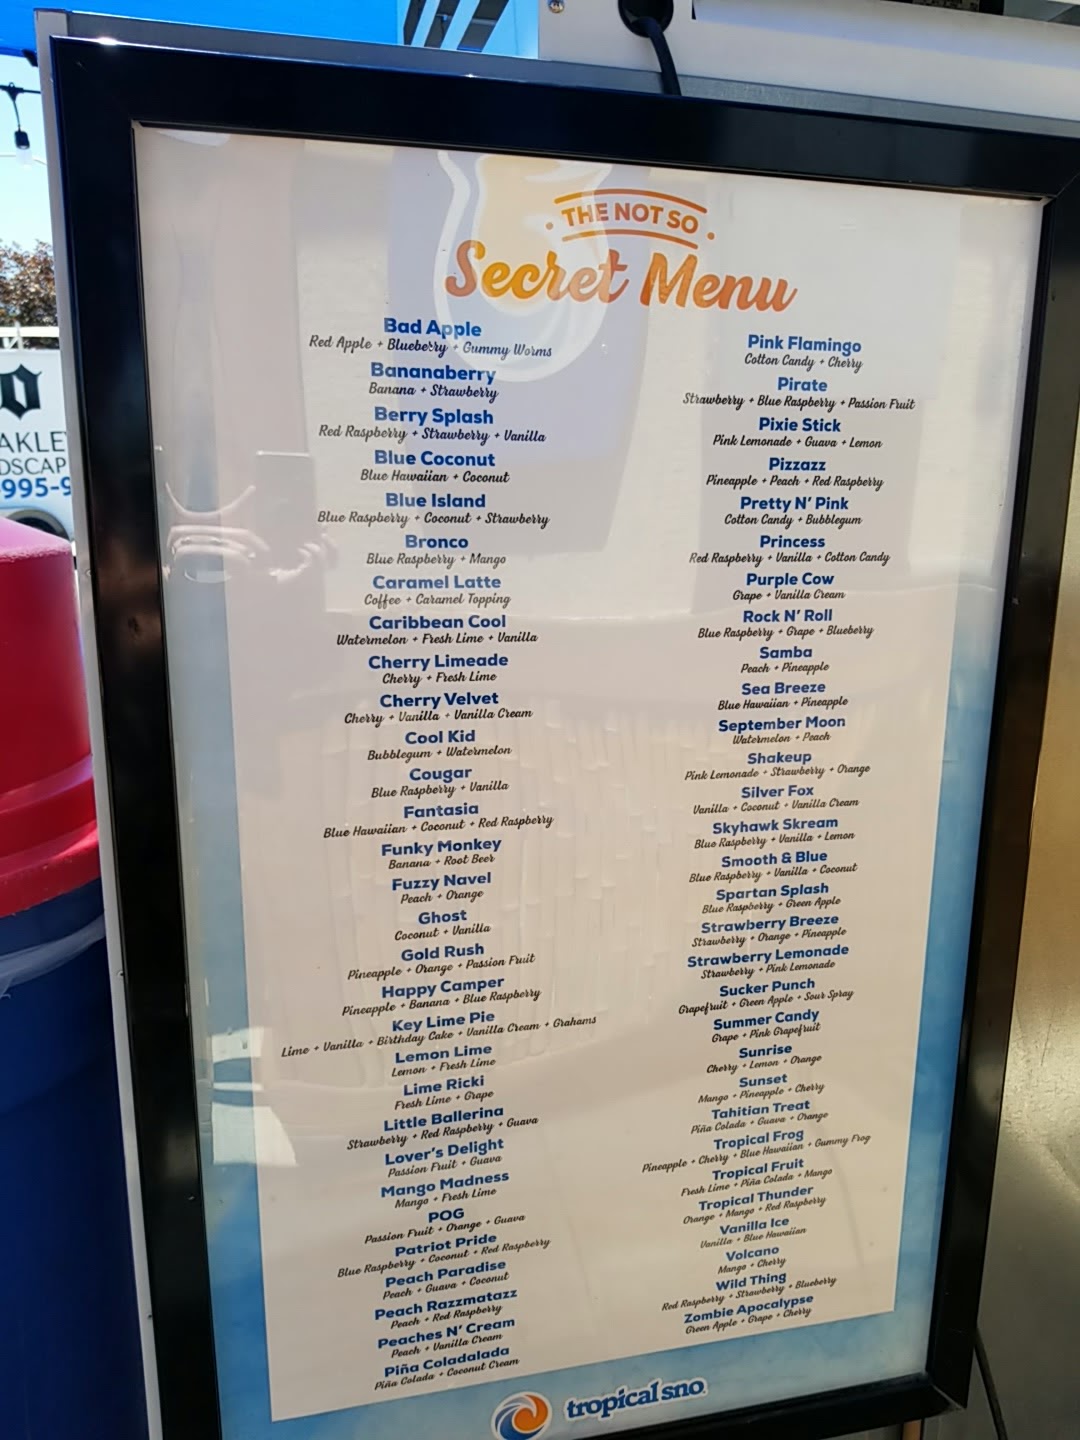 THE NOT SO
Secret Menu
Bad Apple
Red Apple + Blueberry + Gummy Worms
Bananaberry
Banana + Strawberry
Berry Splash
Red Raspberry + Strawberry + Vanilla
Blue Coconut
Blue Hawaiian + Coconut
Blue Island
Blue Raspberry + Coconut + Strawberry
Bronco
Blue Raspberry + Mango
Caramel Latte
Coffee + Caramel Topping
Caribbean Cool
Watermelon + Fresh Lime + Vanilla
Cherry Limeade
Cherry + Fresh Lime
Cherry Velvet
Cherry + Vanilla + Vanilla Cream
Cool Kid
Bubblegum + Watermelon
Cougar
Blue Raspberry + Vanilla
Fantasia
Blue Hawaiian + Coconut + Red Raspberry
Funky Monkey
Banana + Root Beer
Fuzzy Navel
Peach + Orange
Ghost
Coconut + Vanilla
Gold Rush
Pineapple + Orange + Passion Fruit
Happy Camper
Pineapple + Banana + Blue Raspberry
Key Lime Pie
Lime + Vanilla + Birthday Cake + Vanilla Cream + Grahams
Lemon Lime
Lemon + Fresh Lime
Lime Ricki
Fresh Lime + Grape
Little Ballerina
Strawberry + Red Raspberry + Guava
Lover's Delight
Passion Fruit + Guava
Mango Madness
Mango + Fresh Lime
POG
Passion Fruit + Orange + Guava
Patriot Pride
Blue Raspberry + Coconut + Red Raspberry
Peach Paradise
Peach + Guava + Coconut
Peach Razzmatazz
Peach + Red Raspberry
Peaches N' Cream
Peach + Vanilla Cream
Piña Coladalada
Piña Colada + Coconut Cream
Pink Flamingo
Cotton Candy + Cherry
Pirate
Strawberry + Blue Raspberry + Passion Fruit
Pixie Stick
Pink Lemonade + Guava + Lemon
Pizzazz
Pineapple + Peach + Red Raspberry
Pretty N' Pink
Cotton Candy + Bubblegum
Princess
Red Raspberry + Vanilla + Cotton Candy
Purple Cow
Grape + Vanilla Cream
Rock N' Roll
Blue Raspberry + Grape + Blueberry
Samba
Peach + Pineapple
Sea Breeze
Blue Hawaiian + Pineapple
September Moon
Watermelon + Peach
Shakeup
Pink Lemonade + Strawberry + Orange
Silver Fox
Vanilla + Coconut + Vanilla Cream
Skyhawk Skream
Blue Raspberry + Vanilla + Lemon
Smooth & Blue
Blue Raspberry + Vanilla + Coconut
Spartan Splash
Blue Raspberry + Green Apple
Strawberry Breeze
Strawberry + Orange + Pineapple
Strawberry Lemonade
Strawberry + Pink Lemonade
Sucker Punch
Grapefruit + Green Apple + Sour Spray
Summer Candy
Grape + Pink Grapefruit
Sunrise
Cherry + Lemon + Orange
Sunset
Mango + Pineapple + Cherry
Tahitian Treat
Piña Colada + Guava + Orange
Tropical Frog
Pineapple + Cherry + Blue Hawaiian + Gummy Frog
Tropical Fruit
Fresh Lime + Piña Colada + Mango
Tropical Thunder
Orange + Mango + Red Raspberry
Vanilla Ice
Vanilla + Blue Hawaiian
Volcano
Mango + Cherry
Wild Thing
Red Raspberry + Strawberry + Blueberry
Zombie Apocalypse
Green Apple + Grape + Cherry
tropical sno